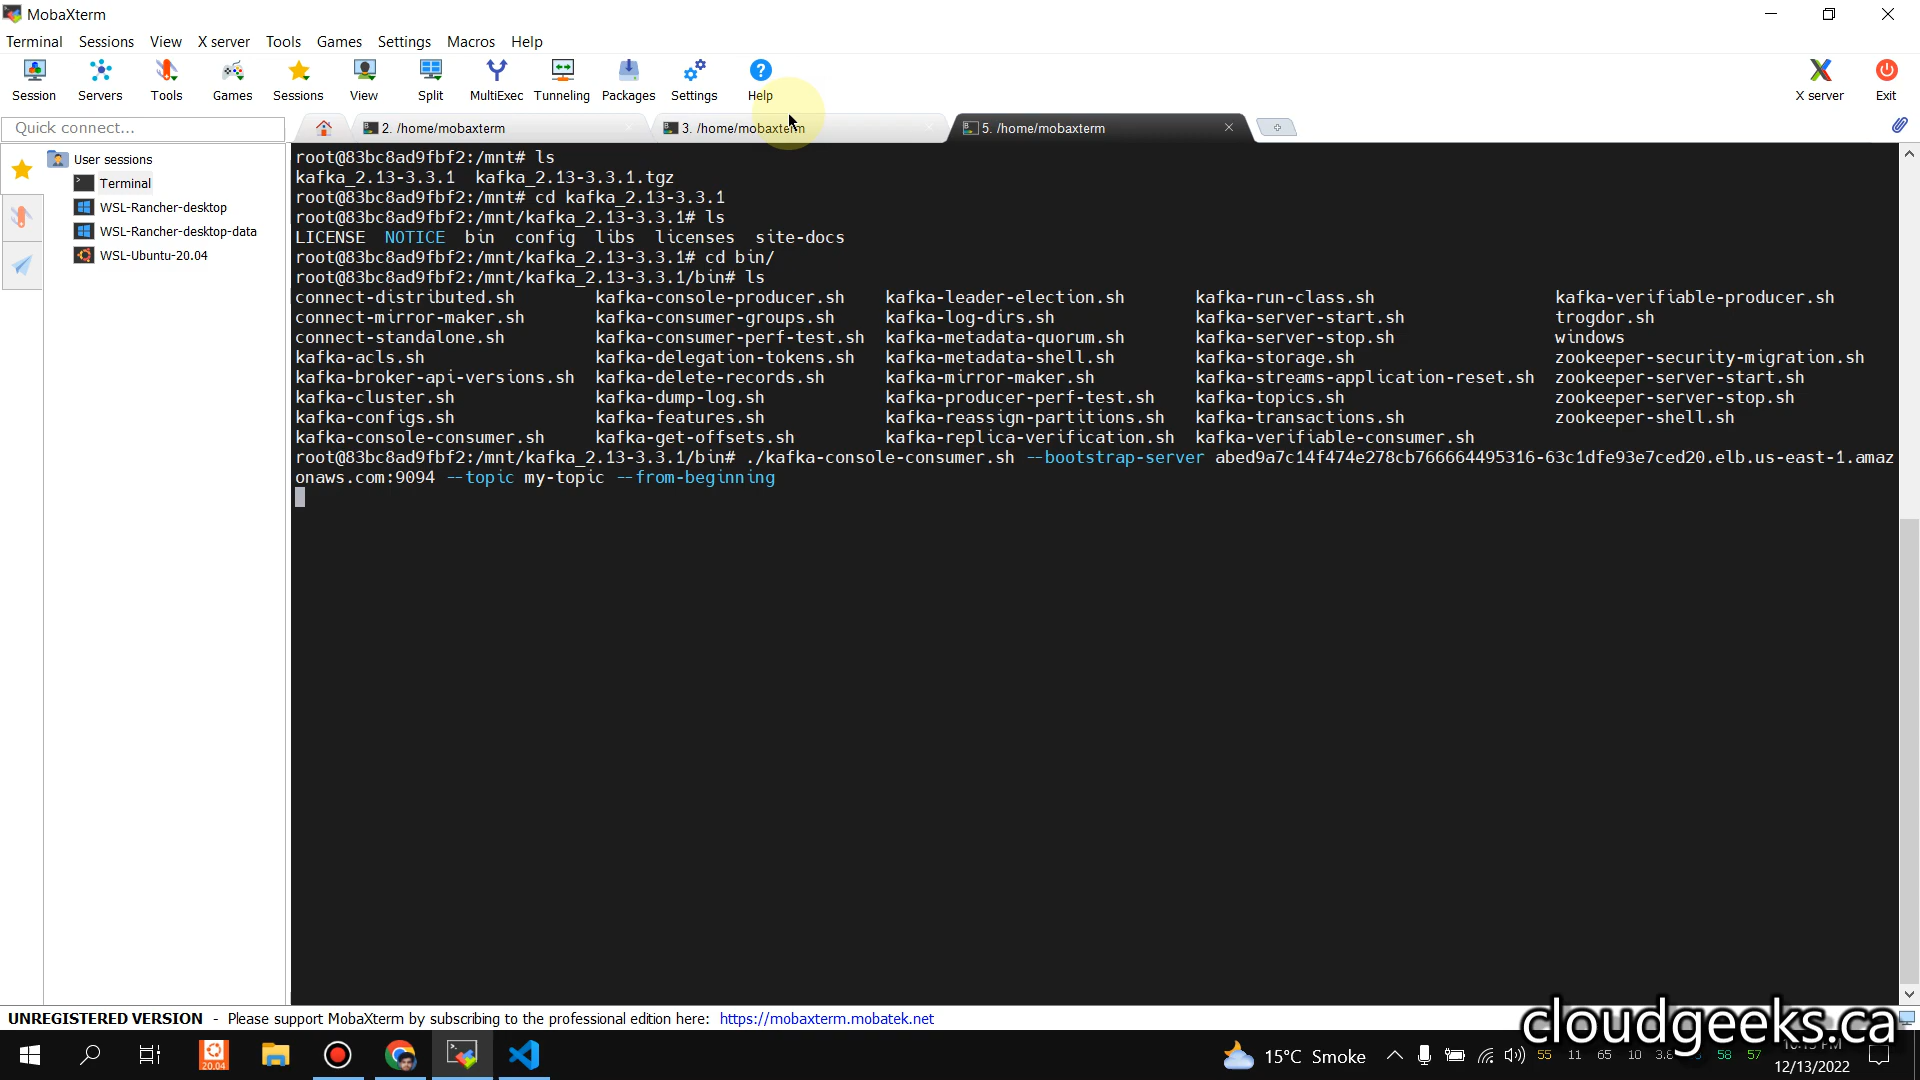 MobaXterm
Terminal Sessions View X server Tools Games Settings Macros Help
Session Servers Tools Games Sessions View Split MultiExec Tunneling Packages Settings Help X server Exit
Quick connect... 2. /home/mobaxterm 3. /home/mobaxterm 5. /home/mobaxterm
User sessions
Terminal
WSL-Rancher-desktop
WSL-Rancher-desktop-data
WSL-Ubuntu-20.04
root@83bc8ad9fbf2:/mnt# ls
kafka_2.13-3.3.1 kafka_2.13-3.3.1.tgz
root@83bc8ad9fbf2:/mnt# cd kafka_2.13-3.3.1
root@83bc8ad9fbf2:/mnt/kafka_2.13-3.3.1# ls
LICENSE NOTICE bin config libs licenses site-docs
root@83bc8ad9fbf2:/mnt/kafka_2.13-3.3.1# cd bin/
root@83bc8ad9fbf2:/mnt/kafka_2.13-3.3.1/bin# ls
connect-distributed.sh kafka-console-producer.sh kafka-leader-election.sh kafka-run-class.sh kafka-verifiable-producer.sh
connect-mirror-maker.sh kafka-consumer-groups.sh kafka-log-dirs.sh kafka-server-start.sh trogdor.sh
connect-standalone.sh kafka-consumer-perf-test.sh kafka-metadata-quorum.sh kafka-server-stop.sh windows
kafka-acls.sh kafka-delegation-tokens.sh kafka-metadata-shell.sh kafka-storage.sh zookeeper-security-migration.sh
kafka-broker-api-versions.sh kafka-delete-records.sh kafka-mirror-maker.sh kafka-streams-application-reset.sh zookeeper-server-start.sh
kafka-cluster.sh kafka-dump-log.sh kafka-producer-perf-test.sh kafka-topics.sh zookeeper-server-stop.sh
kafka-configs.sh kafka-features.sh kafka-reassign-partitions.sh kafka-transactions.sh zookeeper-shell.sh
kafka-console-consumer.sh kafka-get-offsets.sh kafka-replica-verification.sh kafka-verifiable-consumer.sh
root@83bc8ad9fbf2:/mnt/kafka_2.13-3.3.1/bin# ./kafka-console-consumer.sh --bootstrap-server abed9a7c14f474e278cb766664495316-63c1dfe93e7ced20.elb.us-east-1.amaz
onaws.com:9094 --topic my-topic --from-beginning
UNREGISTERED VERSION - Please support MobaXterm by subscribing to the professional edition here: https://mobaxterm.mobatek.net
cloudgeeks.ca
20.04 15°C Smoke 55 11 65 10 3.8 58 57
12/13/2022